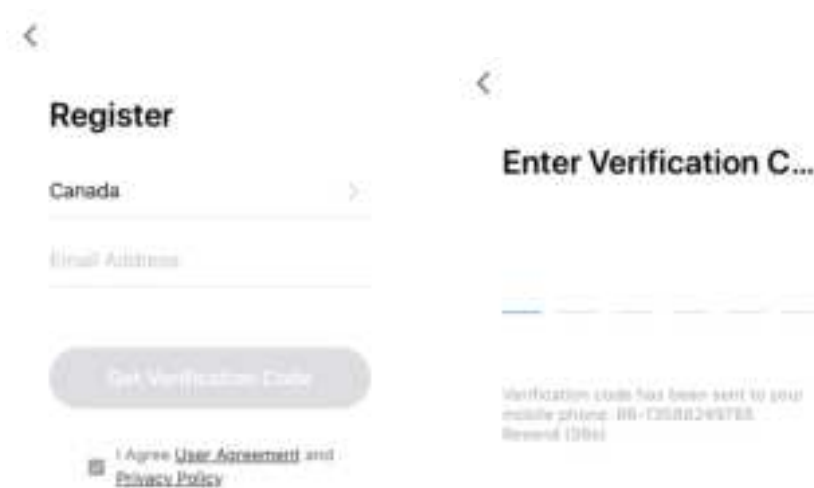 Register
Canada
Email Address
Get Verification Code
I Agree User Agreement and
Privacy Policy
Enter Verification C...
Verification code has been sent to your
mobile phone:
Resend